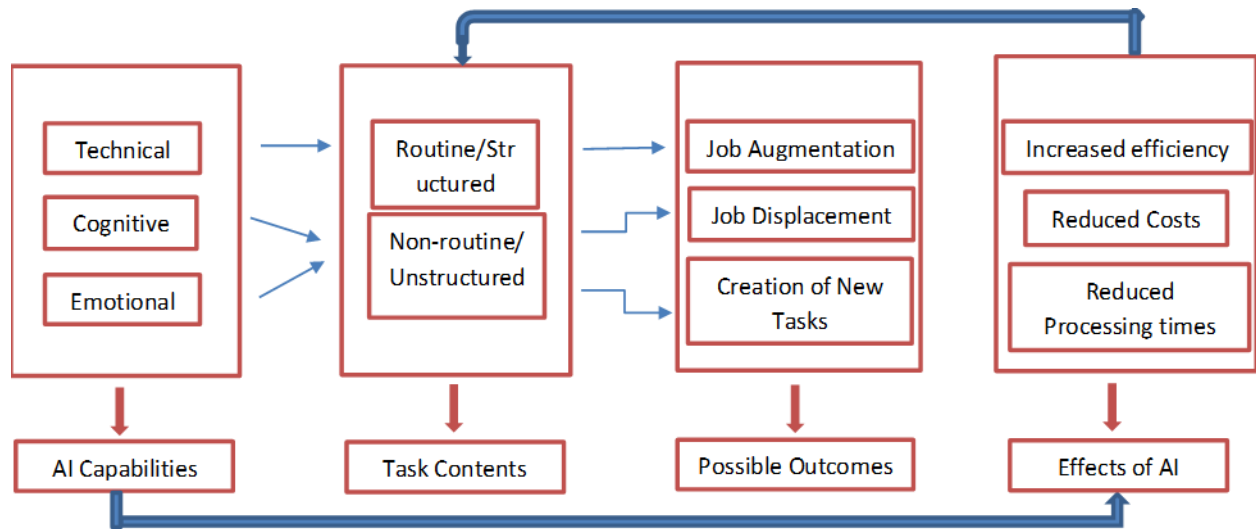 Technical
Cognitive
Emotional
Routine/Str
uctured
Non-routine/
Unstructured
Job Augmentation
Job Displacement
Creation of New
Tasks
Increased efficiency
Reduced Costs
Reduced
Processing times
AI Capabilities
Task Contents
Possible Outcomes
Effects of AI